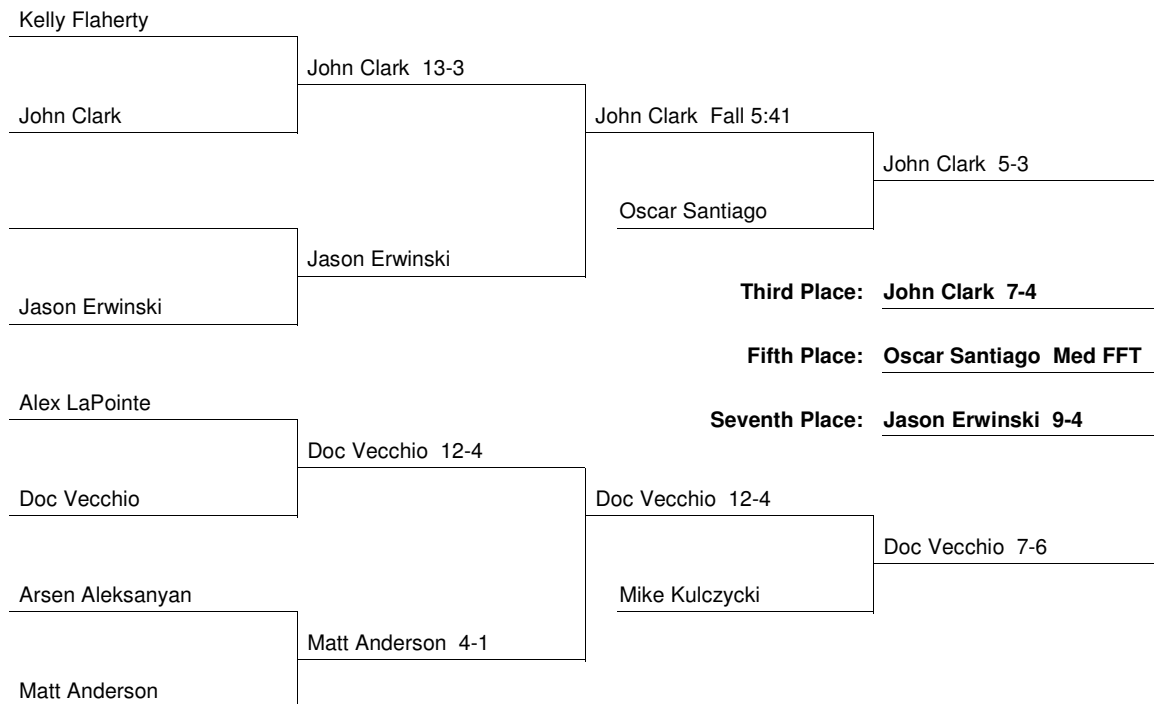 Kelly Flaherty
John Clark 13-3
John Clark
John Clark Fall 5:41
John Clark 5-3
Oscar Santiago
Jason Erwinski
Third Place: John Clark 7-4
Jason Erwinski
Fifth Place: Oscar Santiago Med FFT
Alex LaPointe
Seventh Place: Jason Erwinski 9-4
Doc Vecchio 12-4
Doc Vecchio
Doc Vecchio 12-4
Doc Vecchio 7-6
Arsen Aleksanyan
Mike Kulczycki
Matt Anderson 4-1
Matt Anderson